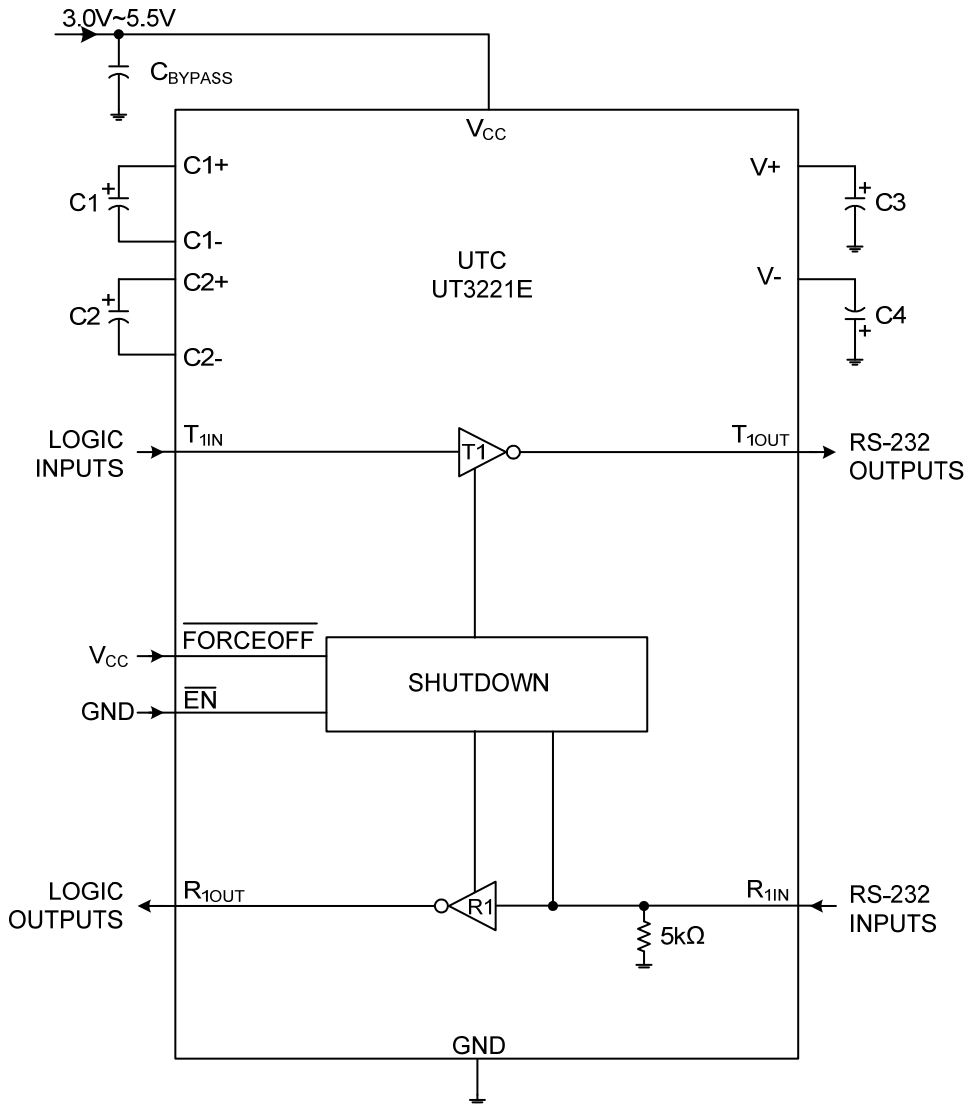 3.0V~5.5V
CBYPASS
VCC
C1+
C1
C1-
C2+
C2
C2-
V+
C3
V-
C4
UTC
UT3221E
LOGIC
INPUTS
T1IN
T1
T1OUT
RS-232
OUTPUTS
VCC
FORCEOFF
GND
EN
SHUTDOWN
LOGIC
OUTPUTS
R1OUT
R1
R1IN
RS-232
INPUTS
5kΩ
GND